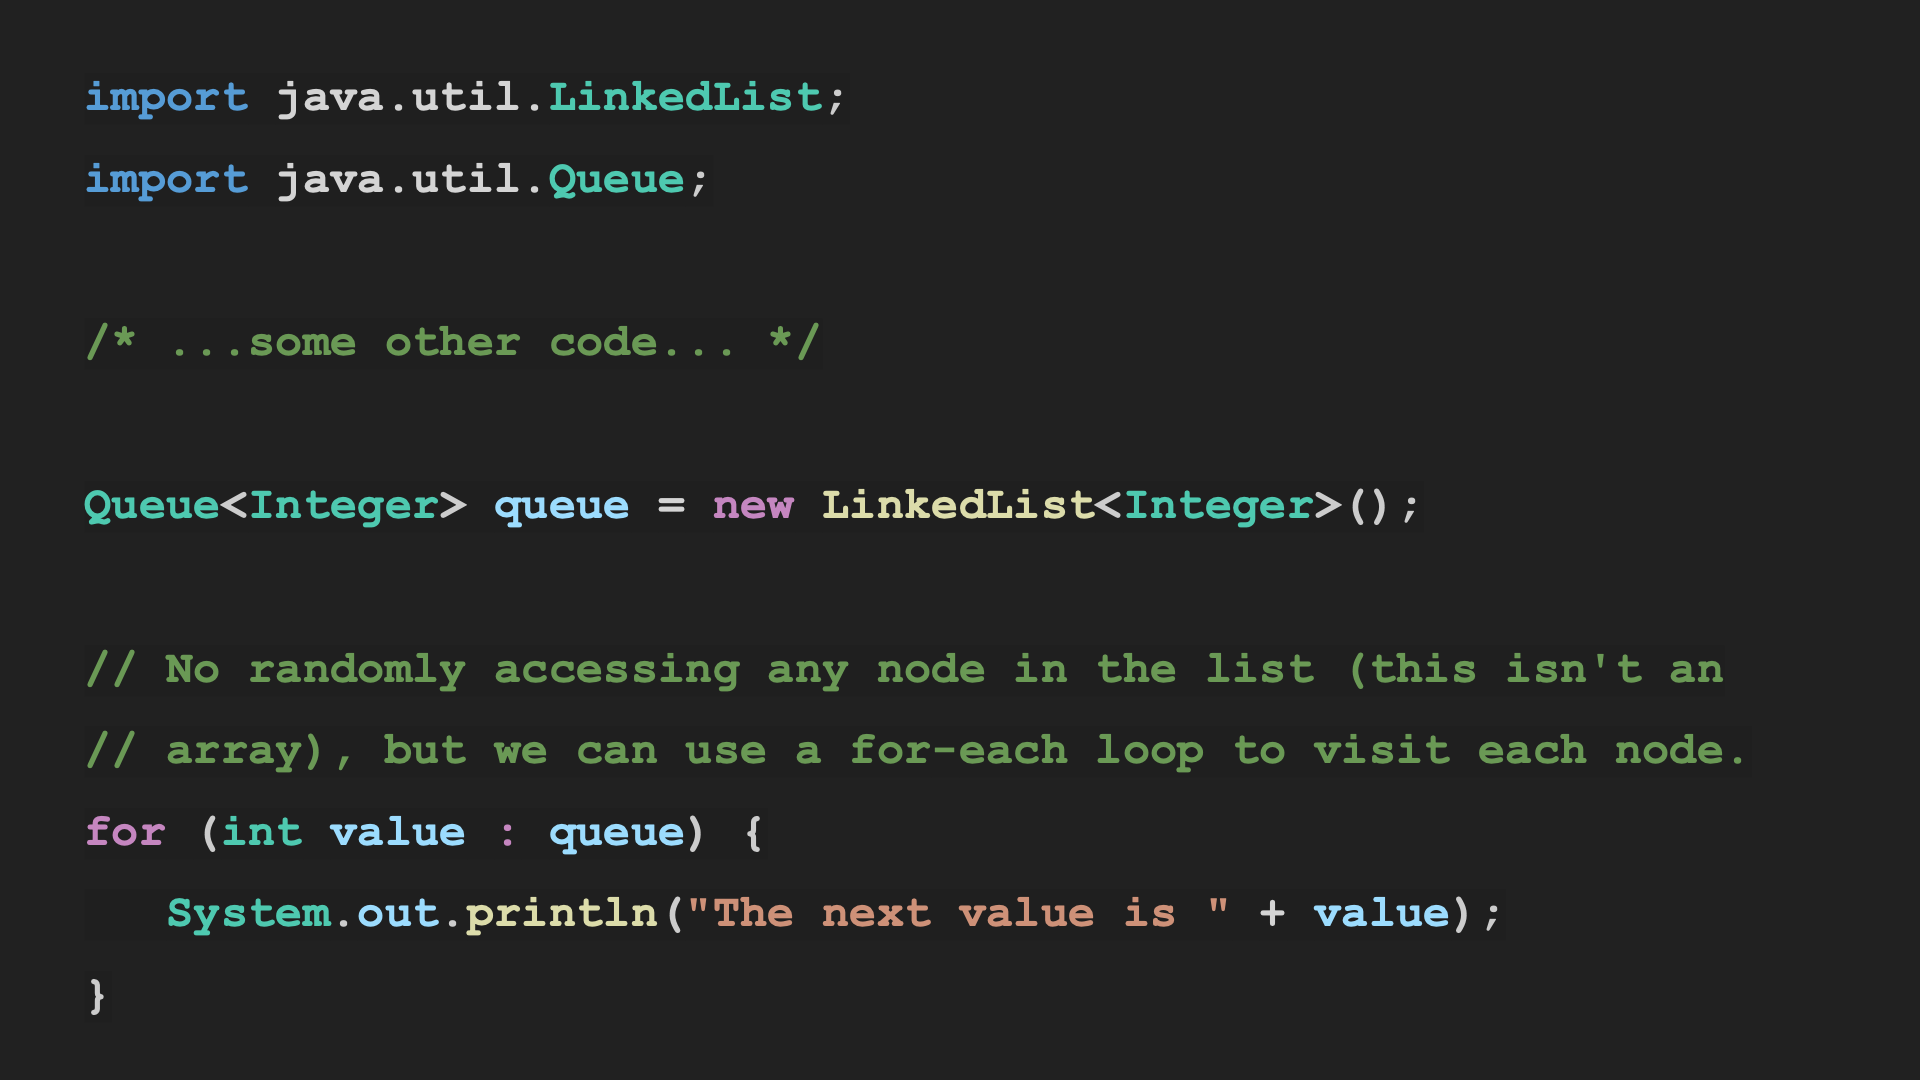 import java.util.LinkedList;
import java.util.Queue;
/* ...some other code... */
Queue<Integer> queue = new LinkedList<Integer>();
// No randomly accessing any node in the list (this isn't an
// array), but we can use a for-each loop to visit each node.
for (int value : queue) {
   System.out.println("The next value is " + value);
}